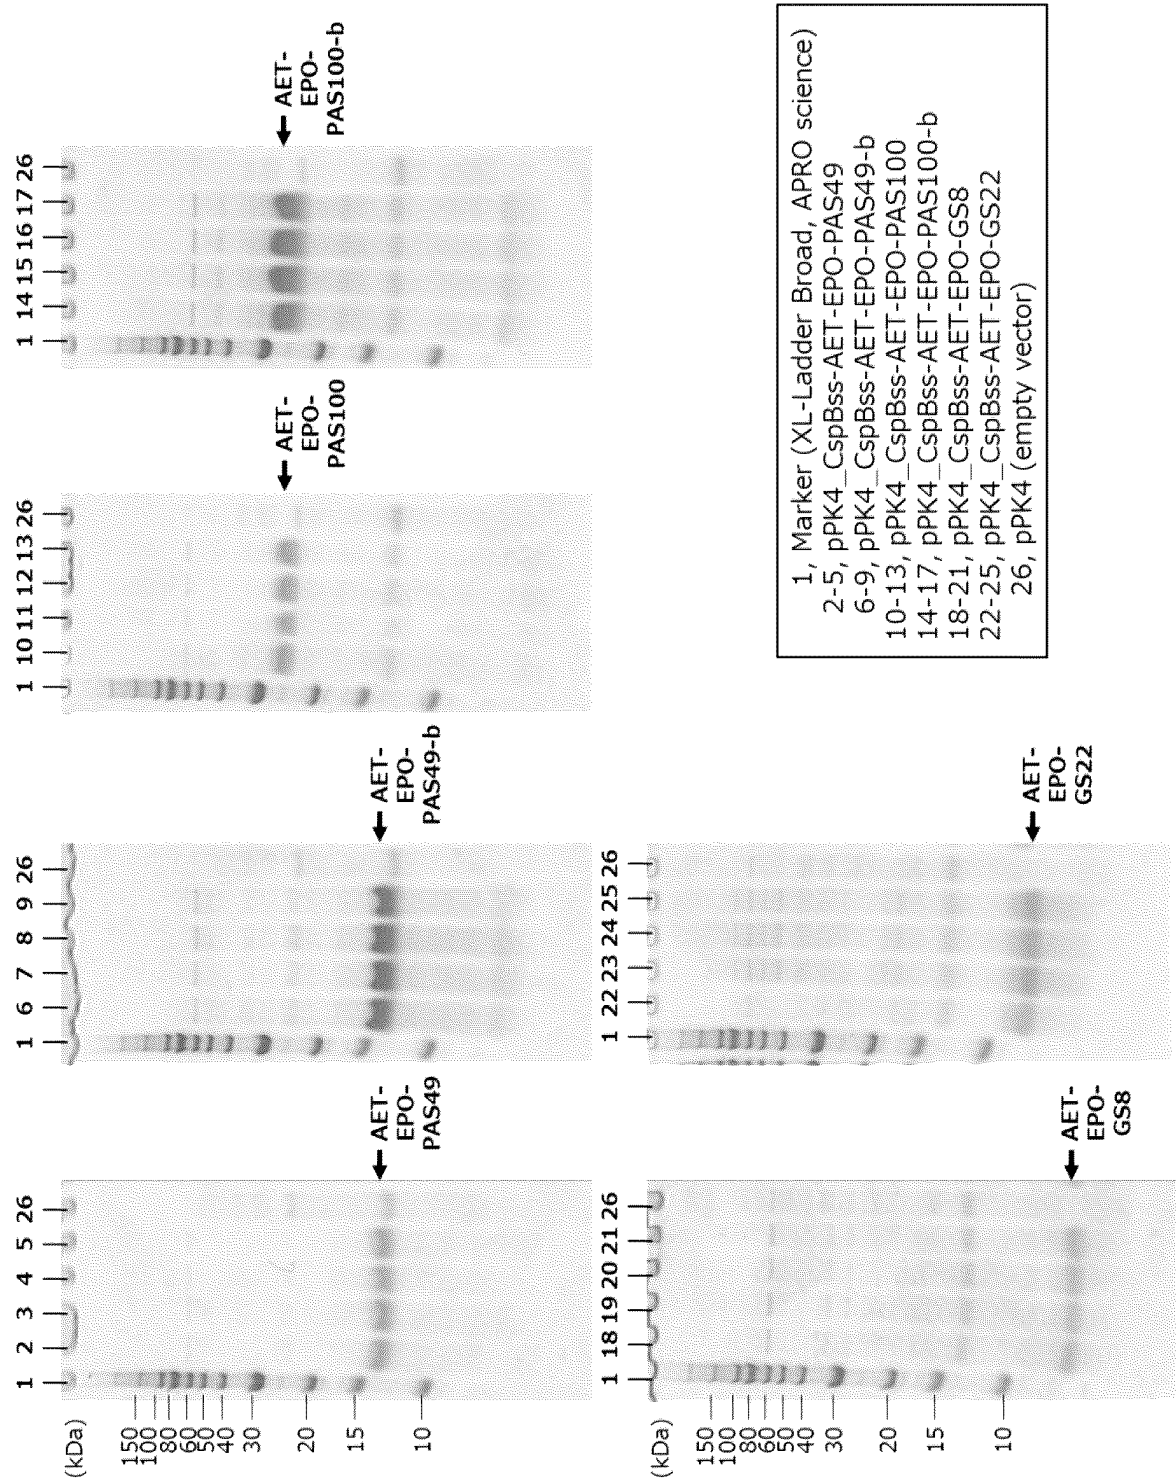 (kDa)
150
100
80
60
50
40
30
20
15
10
1 2 3 4 5 26
AET-
EPO-
PAS49
1 6 7 8 9 26
AET-
EPO-
PAS49-b
1 10 11 12 13 26
AET-
EPO-
PAS100
1 14 15 16 17 26
AET-
EPO-
PAS100-b
(kDa)
150
100
80
60
50
40
30
20
15
10
1 18 19 20 21 26
AET-
EPO-
GS8
1 22 23 24 25 26
AET-
EPO-
GS22
1, Marker (XL-Ladder Broad, APRO science)
2-5, pPK4_CspBss-AET-EPO-PAS49
6-9, pPK4_CspBss-AET-EPO-PAS49-b
10-13, pPK4_CspBss-AET-EPO-PAS100
14-17, pPK4_CspBss-AET-EPO-PAS100-b
18-21, pPK4_CspBss-AET-EPO-GS8
22-25, pPK4_CspBss-AET-EPO-GS22
26, pPK4 (empty vector)